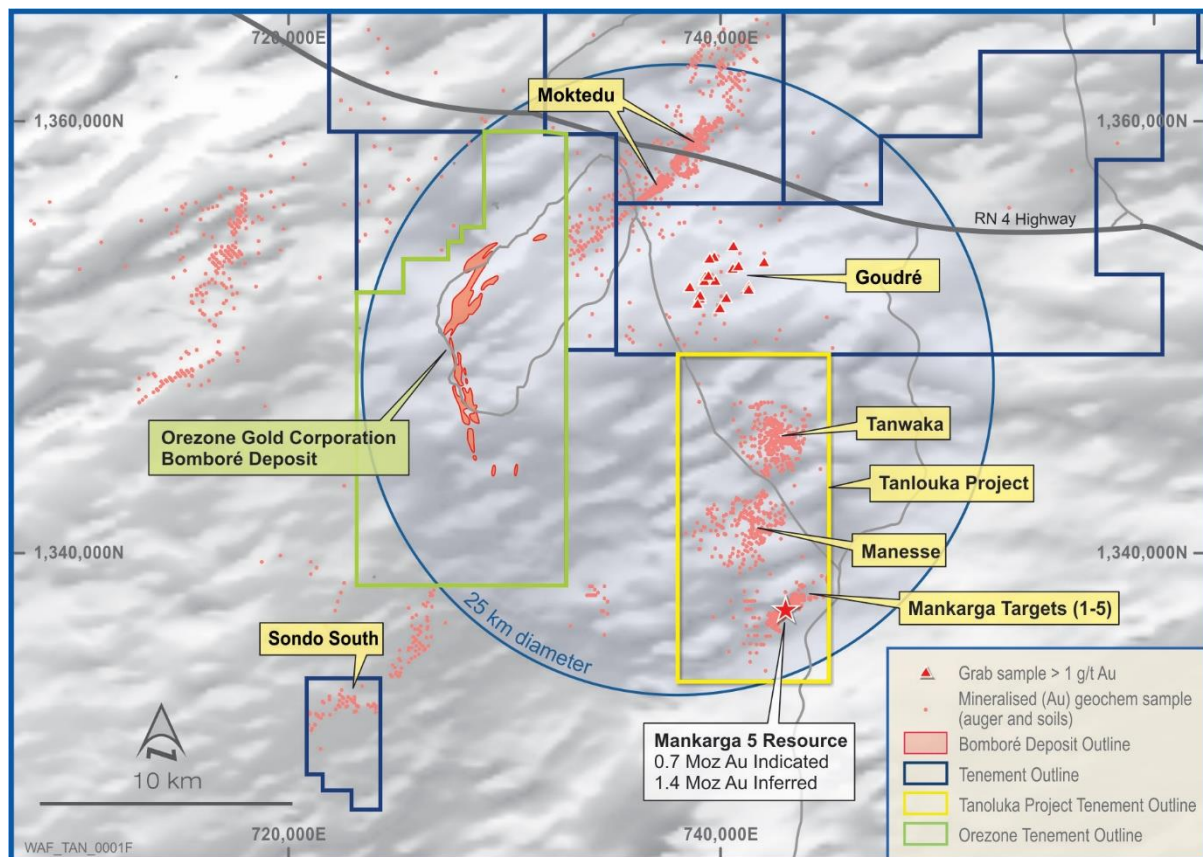 720,000E
740,000E
1,360,000N
1,360,000N
Moktedu
RN 4 Highway
Goudré
Orezone Gold Corporation
Bomboré Deposit
Tanwaka
Tanlouka Project
Manesse
1,340,000N
1,340,000N
Mankarga Targets (1-5)
25 km diameter
Sondo South
Mankarga 5 Resource
0.7 Moz Au Indicated
1.4 Moz Au Inferred
N
10 km
720,000E
740,000E
WAF_TAN_0001F
Grab sample > 1 g/t Au
Mineralised (Au) geochem sample
(auger and soils)
Bomboré Deposit Outline
Tenement Outline
Tanoluka Project Tenement Outline
Orezone Tenement Outline